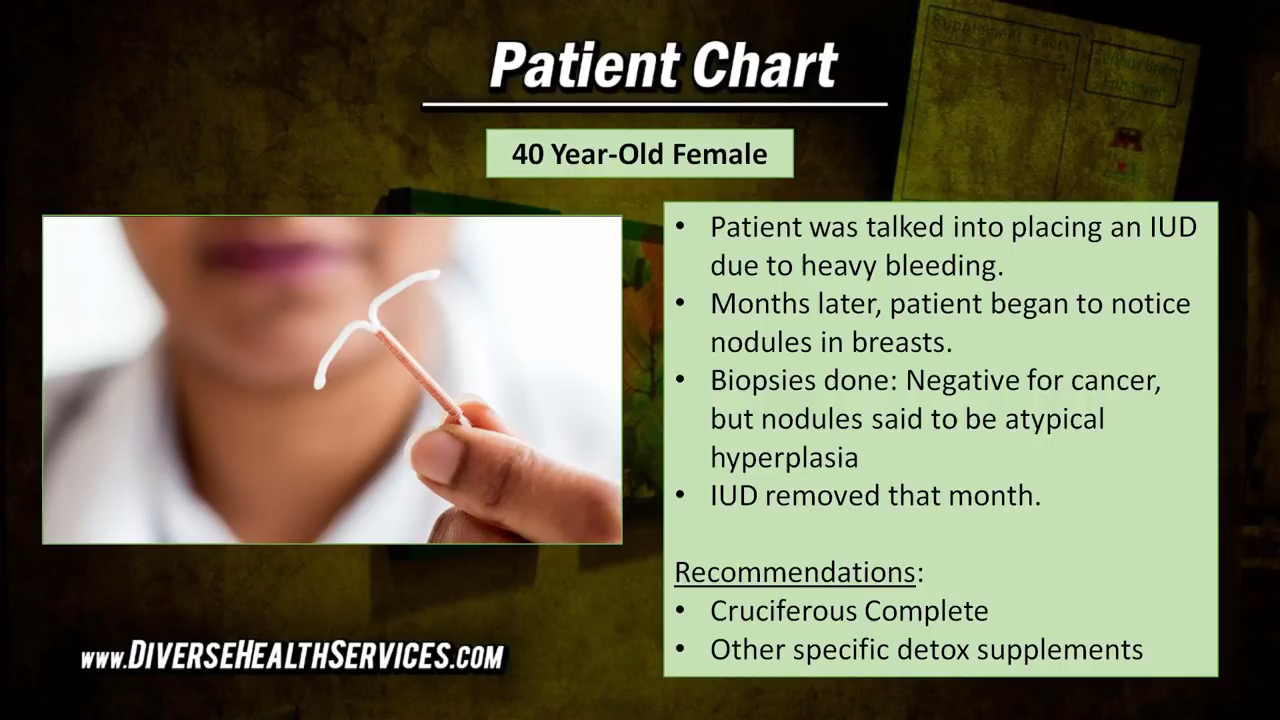 Patient Chart
40 Year-Old Female
• Patient was talked into placing an IUD
due to heavy bleeding.
• Months later, patient began to notice
nodules in breasts.
• Biopsies done: Negative for cancer,
but nodules said to be atypical
hyperplasia
• IUD removed that month.
Recommendations:
• Cruciferous Complete
• Other specific detox supplements
www.DiverseHealthServices.com